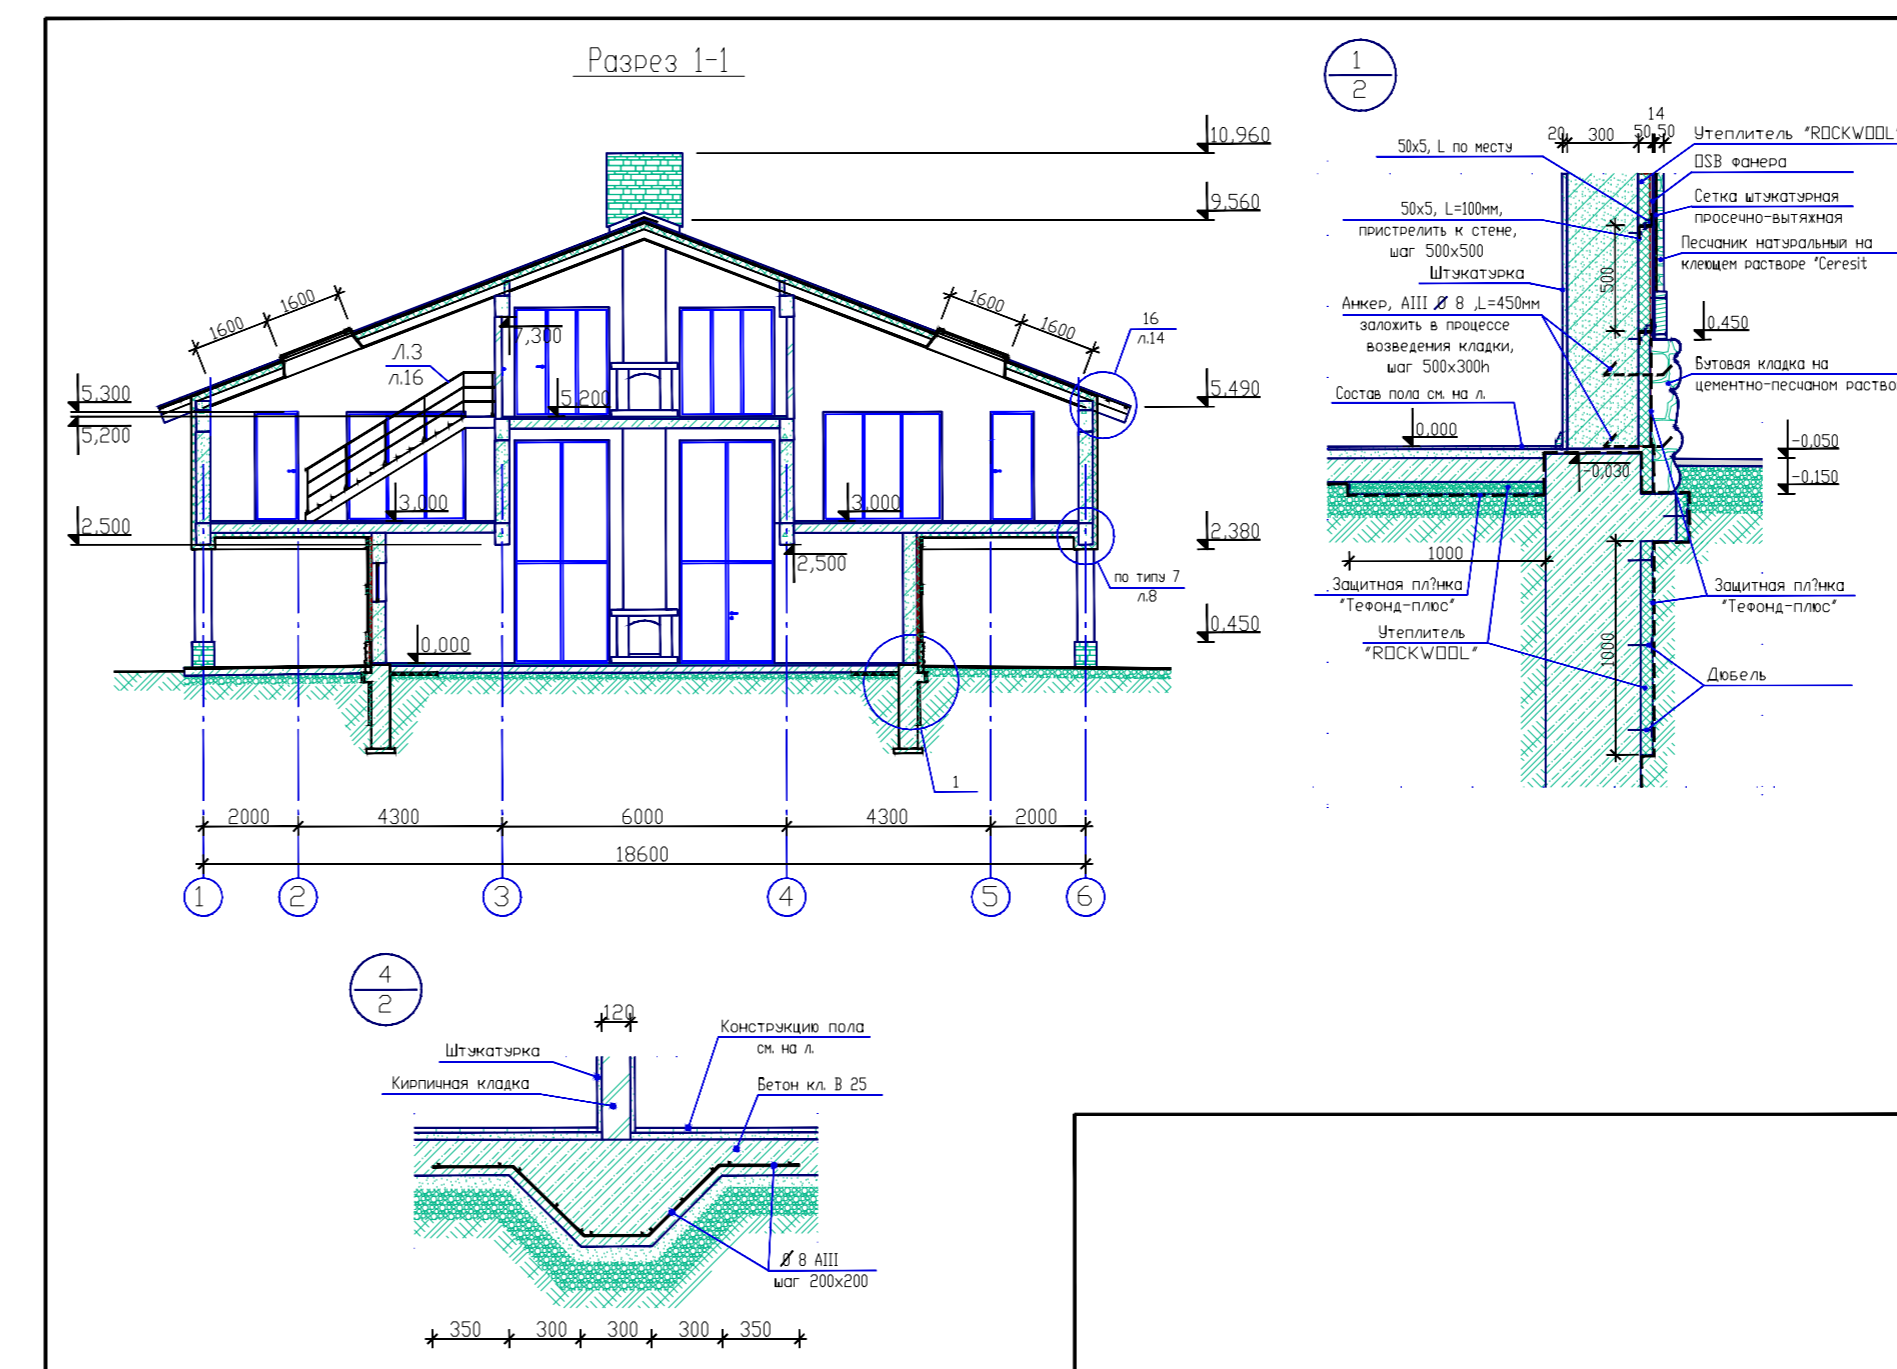 Разрез 1-1
10,960
9,560
1600
1600
1600
1600
7,300
Л.3
л.16
16
л.14
5,300
5,200
5,200
5,490
3,000
3,000
2,500
2,500
2,380
по типу 7
л.8
0,000
0,450
1
2000
4300
6000
4300
2000
18600
1
2
3
4
5
6
1
2
14
20
300
50
50
Утеплитель "ROCKWOOL"
50x5, L по месту
OSB фанера
Сетка штукатурная
просечно-вытяжная
50x5, L=100мм,
пристрелить к стене,
шаг 500x500
Песчаник натуральный на
клеющем растворе "Ceresit
Штукатурка
500
Анкер, AIII Ø 8 ,L=450мм
заложить в процессе
возведения кладки,
шаг 500x300h
0,450
Бутовая кладка на
цементно-песчаном раство
Состав пола см. на л.
0,000
-0,050
-0,030
-0,150
1000
Защитная пл?нка
"Тефонд-плюс"
Защитная пл?нка
"Тефонд-плюс"
Утеплитель
"ROCKWOOL"
1000
Дюбель
4
2
120
Штукатурка
Конструкцию пола
см. на л.
Кирпичная кладка
Бетон кл. В 25
Ø 8 AIII
шаг 200x200
350
300
300
300
350